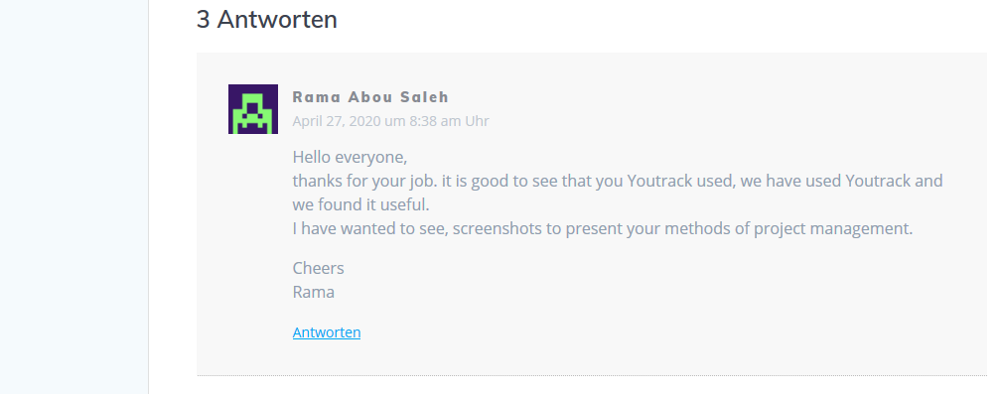 3 Antworten
Rama Abou Saleh
April 27, 2020 um 8:38 am Uhr
Hello everyone,
thanks for your job. it is good to see that you Youtrack used, we have used Youtrack and
we found it useful.
I have wanted to see, screenshots to present your methods of project management.
Cheers
Rama
Antworten